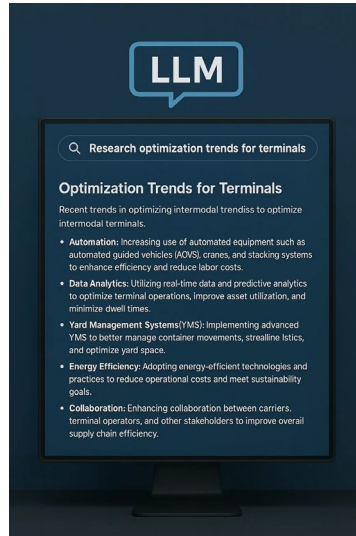 LLM
Research optimization trends for terminals
Optimization Trends for Terminals
Recent trends in optimizing intermodal trendiss to optimize
intermodal terminals.
• Automation: Increasing use of automated equipment such as
automated guided vehicles (AOVS), cranes, and stacking systems
to enhance efficiency and reduce labor costs.
• Data Analytics: Utilizing real-time data and predictive analytics
to optimize terminal operations, improve asset utilization, and
minimline dwell times.
• Yard Management Systems(YMS): Implementing advanced
YMS to better manage container movements, strenalline lstics,
and optimize yard space.
• Energy Efficiency: Adopting energy-efficient technologies and
practices to reduce operational costs and meet sustainability
goals.
• Collaboration: Enhancing collaboration between carriers.
terminal operators, and other stakeholders to improve overail
supply chain efficiency.